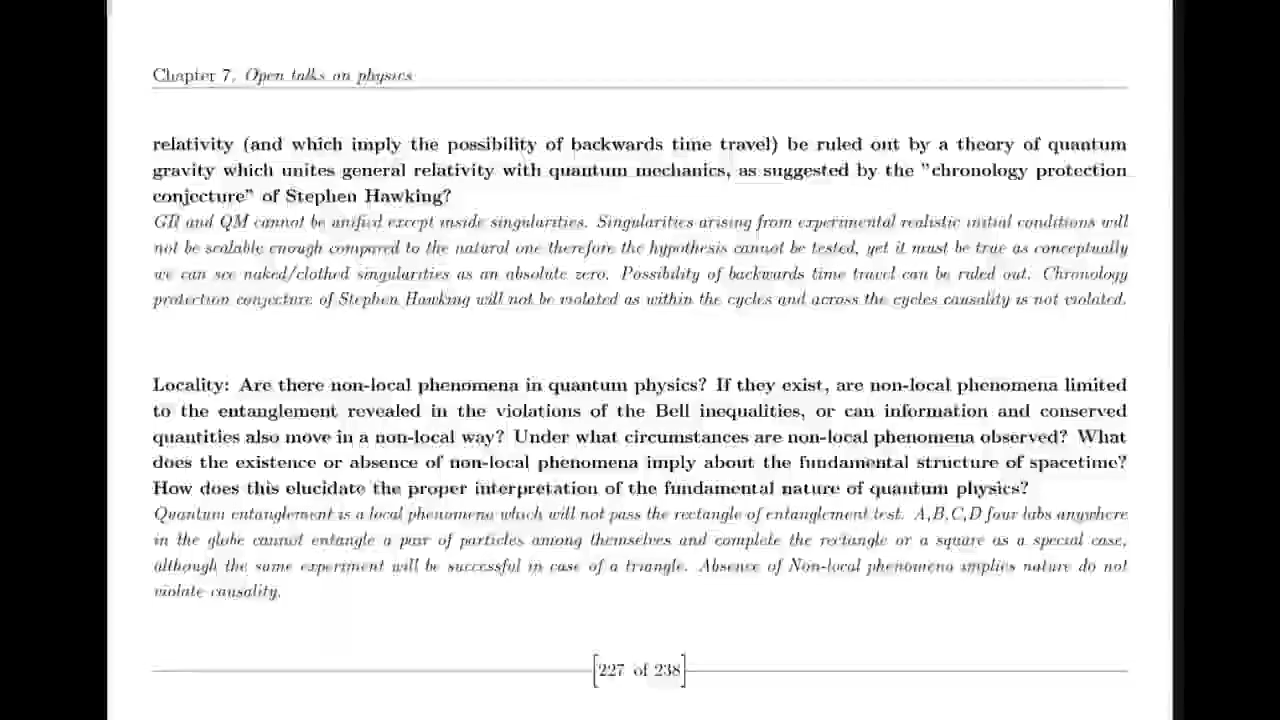 Chapter 7. Open talks on physics
relativity (and which imply the possibility of backwards time travel) be ruled out by a theory of quantum
gravity which unites general relativity with quantum mechanics, as suggested by the "chronology protection
conjecture" of Stephen Hawking?
GR and QM cannot be unified except inside singularities. Singularities arising from experimental realistic initial conditions will
not be scalable enough compared to the natural one therefore the hypothesis cannot be tested, yet it must be true as conceptually
we can see naked/clothed singularities as an absolute zero. Possibility of backwards time travel can be ruled out. Chronology
protection conjecture of Stephen Hawking will not be violated as within the cycles and across the cycles causality is not violated.
Locality: Are there non-local phenomena in quantum physics? If they exist, are non-local phenomena limited
to the entanglement revealed in the violations of the Bell inequalities, or can information and conserved
quantities also move in a non-local way? Under what circumstances are non-local phenomena observed? What
does the existence or absence of non-local phenomena imply about the fundamental structure of spacetime?
How does this elucidate the proper interpretation of the fundamental nature of quantum physics?
Quantum entanglement is a local phenomena which will not pass the rectangle of entanglement test. A,B,C,D four labs anywhere
in the globe cannot entangle a pair of particles among themselves and complete the rectangle or a square as a special case,
although the same experiment will be successful in case of a triangle. Absence of Non-local phenomena implies nature do not
violate causality.
227 of 238